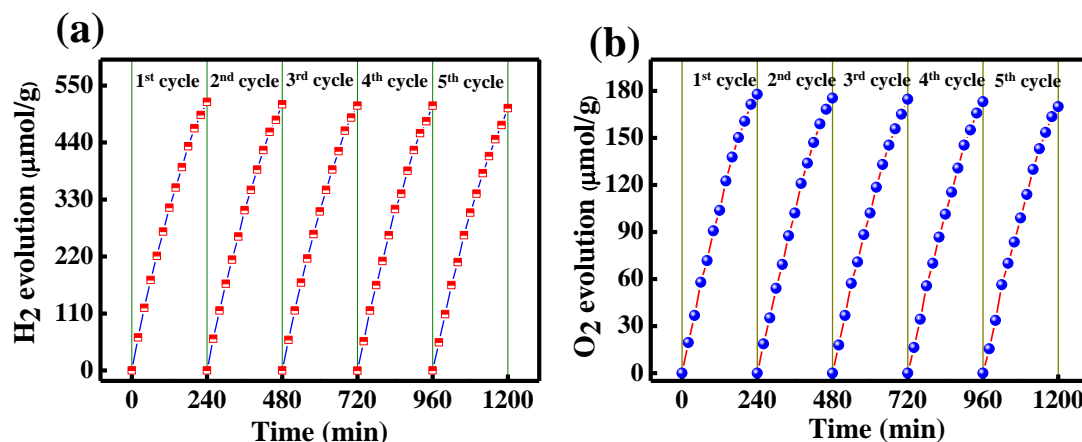 (a)
H2 evolution (μmol/g)
550
440
330
220
110
0
1st cycle 2nd cycle 3rd cycle 4th cycle 5th cycle
0 240 480 720 960 1200
Time (min)
(b)
O2 evolution (μmol/g)
180
150
120
90
60
30
0
1st cycle 2nd cycle 3rd cycle 4th cycle 5th cycle
0 240 480 720 960 1200
Time (min)